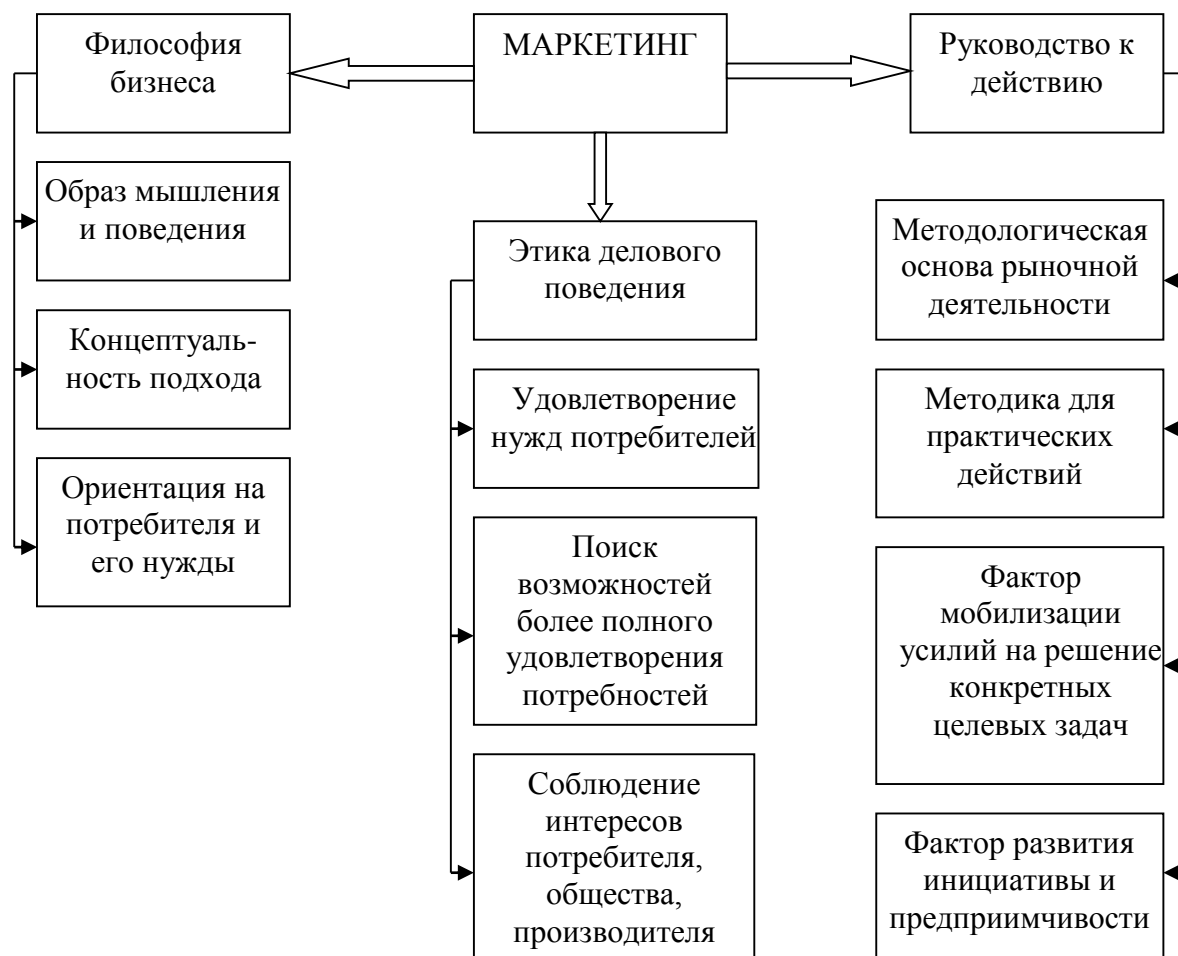 Философия
бизнеса
МАРКЕТИНГ
Руководство к
действию
Образ мышления
и поведения
Концептуаль-
ность подхода
Ориентация на
потребителя и
его нужды
Этика делового
поведения
Удовлетворение
нужд потребителей
Поиск
возможностей
более полного
удовлетворения
потребностей
Соблюдение
интересов
потребителя,
общества,
производителя
Методологическая
основа рыночной
деятельности
Методика для
практических
действий
Фактор
мобилизации
усилий на решение
конкретных
целевых задач
Фактор развития
инициативы и
предприимчивости